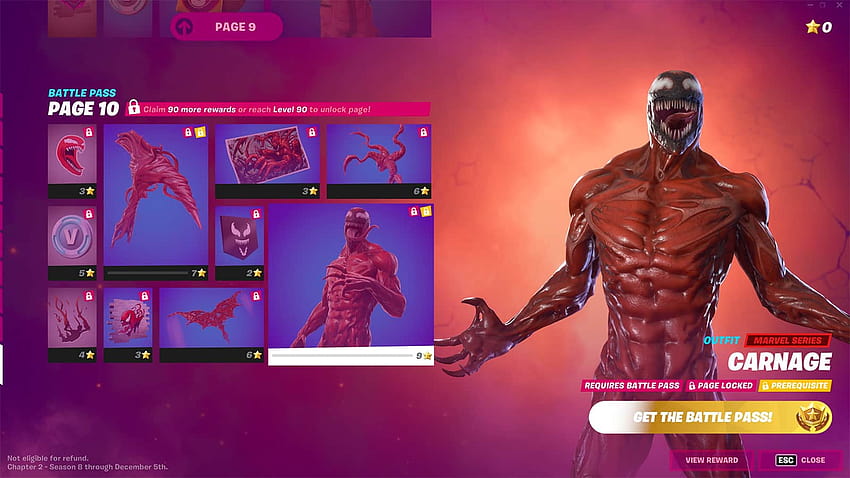 PAGE 9
0
BATTLE PASS
PAGE 10
Claim 90 more rewards or reach Level 90 to unlock page!
3
3
6
5
7
2
4
3
6
9
V
OUTFIT
MARVEL SERIES
CARNAGE
REQUIRES BATTLE PASS
PAGE LOCKED
PREREQUISITE
GET THE BATTLE PASS!
Not eligible for refund.
Chapter 2 - Season 8 through December 5th.
VIEW REWARD
ESC CLOSE